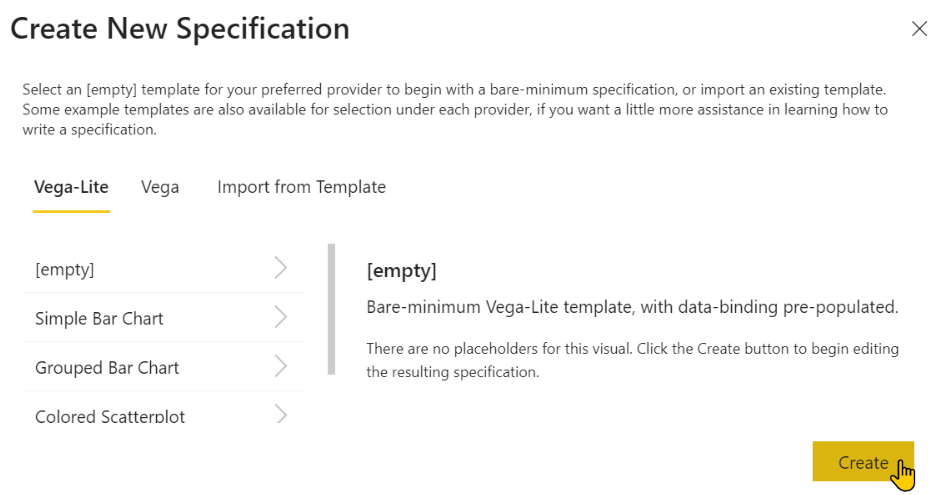 Create New Specification
Select an [empty] template for your preferred provider to begin with a bare-minimum specification, or import an existing template.
Some example templates are also available for selection under each provider, if you want a little more assistance in learning how to
write a specification.
Vega-Lite Vega Import from Template
[empty]
Simple Bar Chart
Grouped Bar Chart
Colored Scatterplot
[empty]
Bare-minimum Vega-Lite template, with data-binding pre-populated.
There are no placeholders for this visual. Click the Create button to begin editing
the resulting specification.
Create